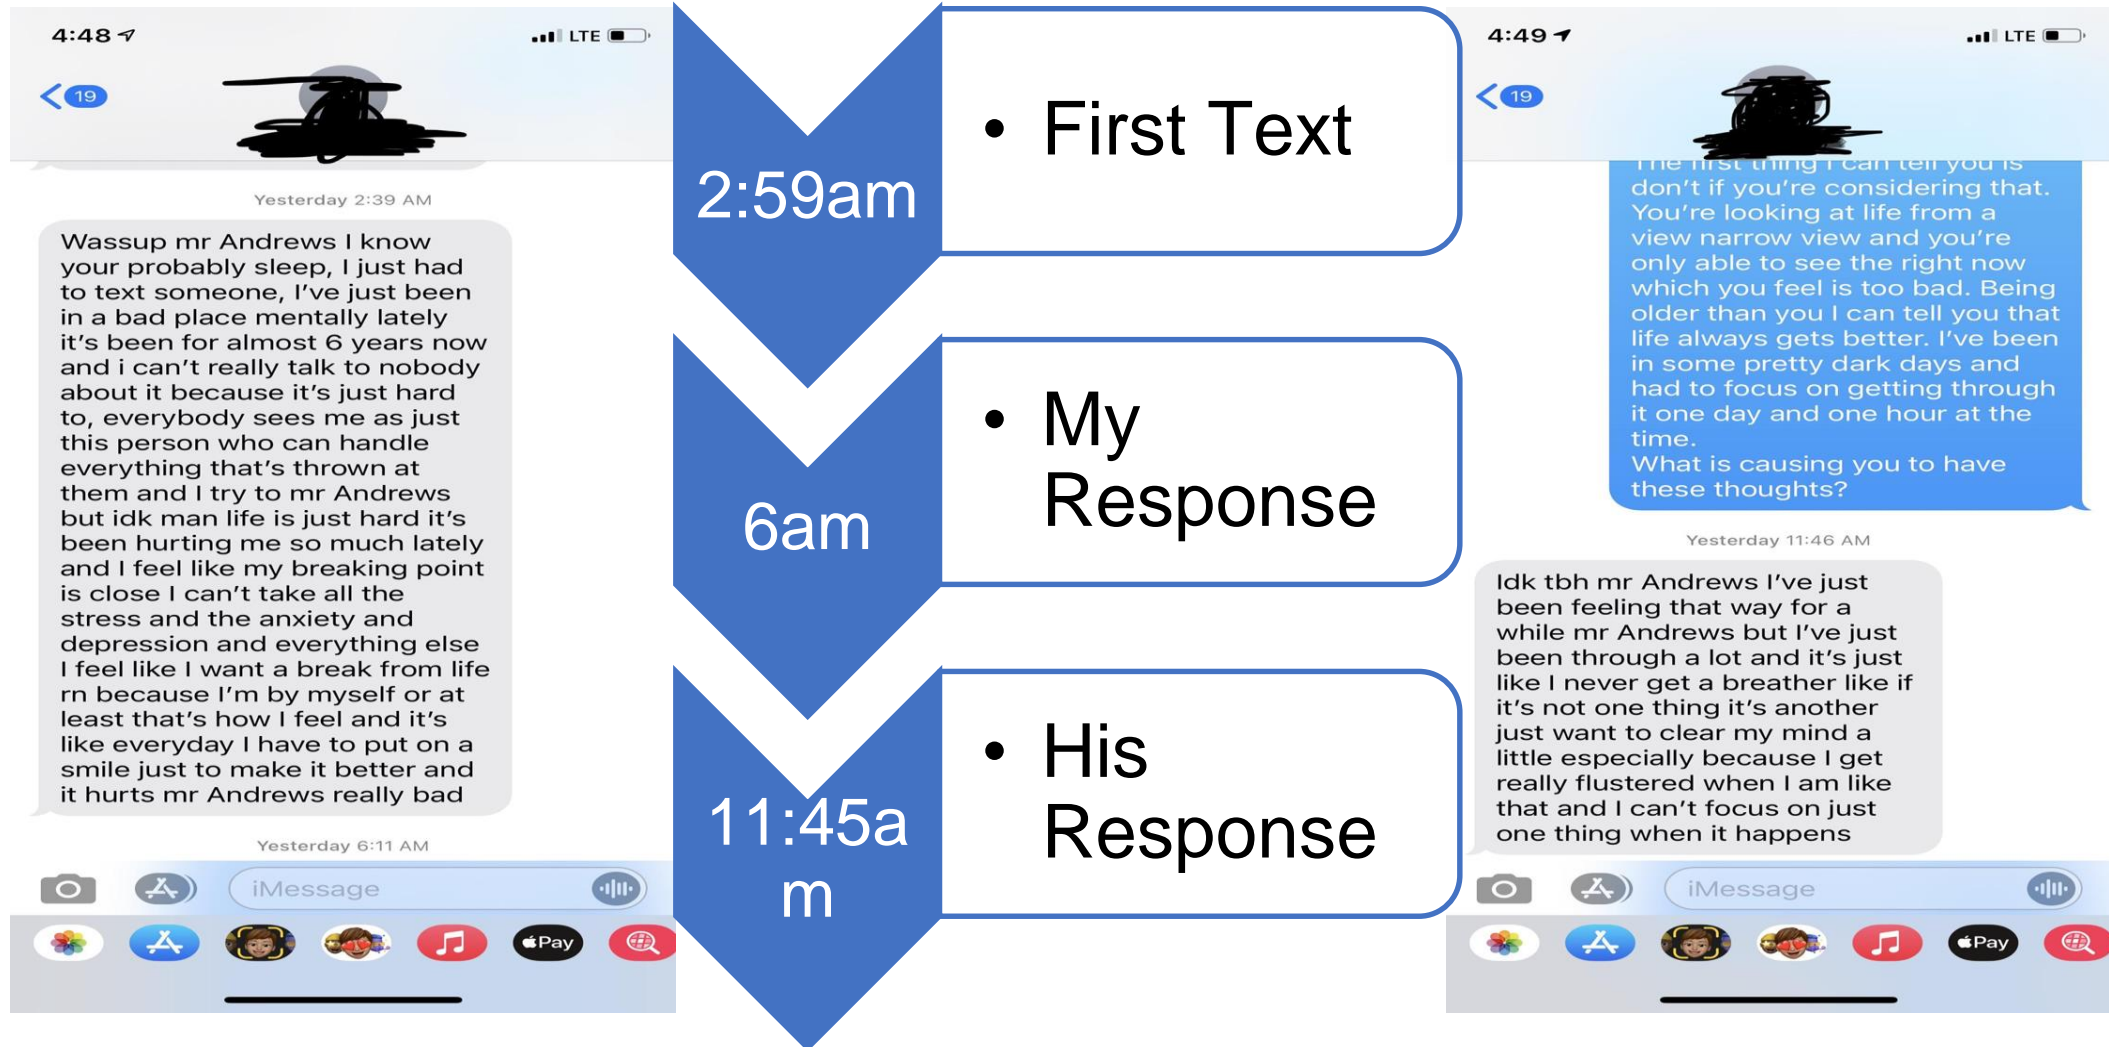 4:48
LTE
19
Yesterday 2:39 AM
Wassup mr Andrews I know
your probably sleep, I just had
to text someone, I've just been
in a bad place mentally lately
it's been for almost 6 years now
and i can't really talk to nobody
about it because it's just hard
to, everybody sees me as just
this person who can handle
everything that's thrown at
them and I try to mr Andrews
but idk man life is just hard it's
been hurting me so much lately
and I feel like my breaking point
is close I can't take all the
stress and the anxiety and
depression and everything else
I feel like I want a break from life
rn because I'm by myself or at
least that's how I feel and it's
like everyday I have to put on a
smile just to make it better and
it hurts mr Andrews really bad
Yesterday 6:11 AM
iMessage
Pay
2:59am
• First Text
6am
• My
Response
11:45a
m
• His
Response
4:49
LTE
19
The first thing I can tell you is
don't if you're considering that.
You're looking at life from a
view narrow view and you're
only able to see the right now
which you feel is too bad. Being
older than you I can tell you that
life always gets better. I've been
in some pretty dark days and
had to focus on getting through
it one day and one hour at the
time.
What is causing you to have
these thoughts?
Yesterday 11:46 AM
Idk tbh mr Andrews I've just
been feeling that way for a
while mr Andrews but I've just
been through a lot and it's just
like I never get a breather like if
it's not one thing it's another
just want to clear my mind a
little especially because I get
really flustered when I am like
that and I can't focus on just
one thing when it happens
iMessage
Pay